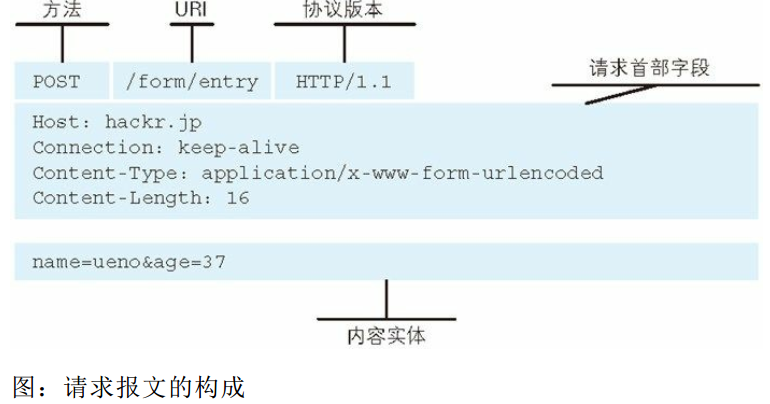 方法 URI 协议版本
POST /form/entry HTTP/1.1
请求首部字段
Host: hackr.jp
Connection: keep-alive
Content-Type: application/x-www-form-urlencoded
Content-Length: 16
name=ueno&age=37
内容实体
图：请求报文的构成